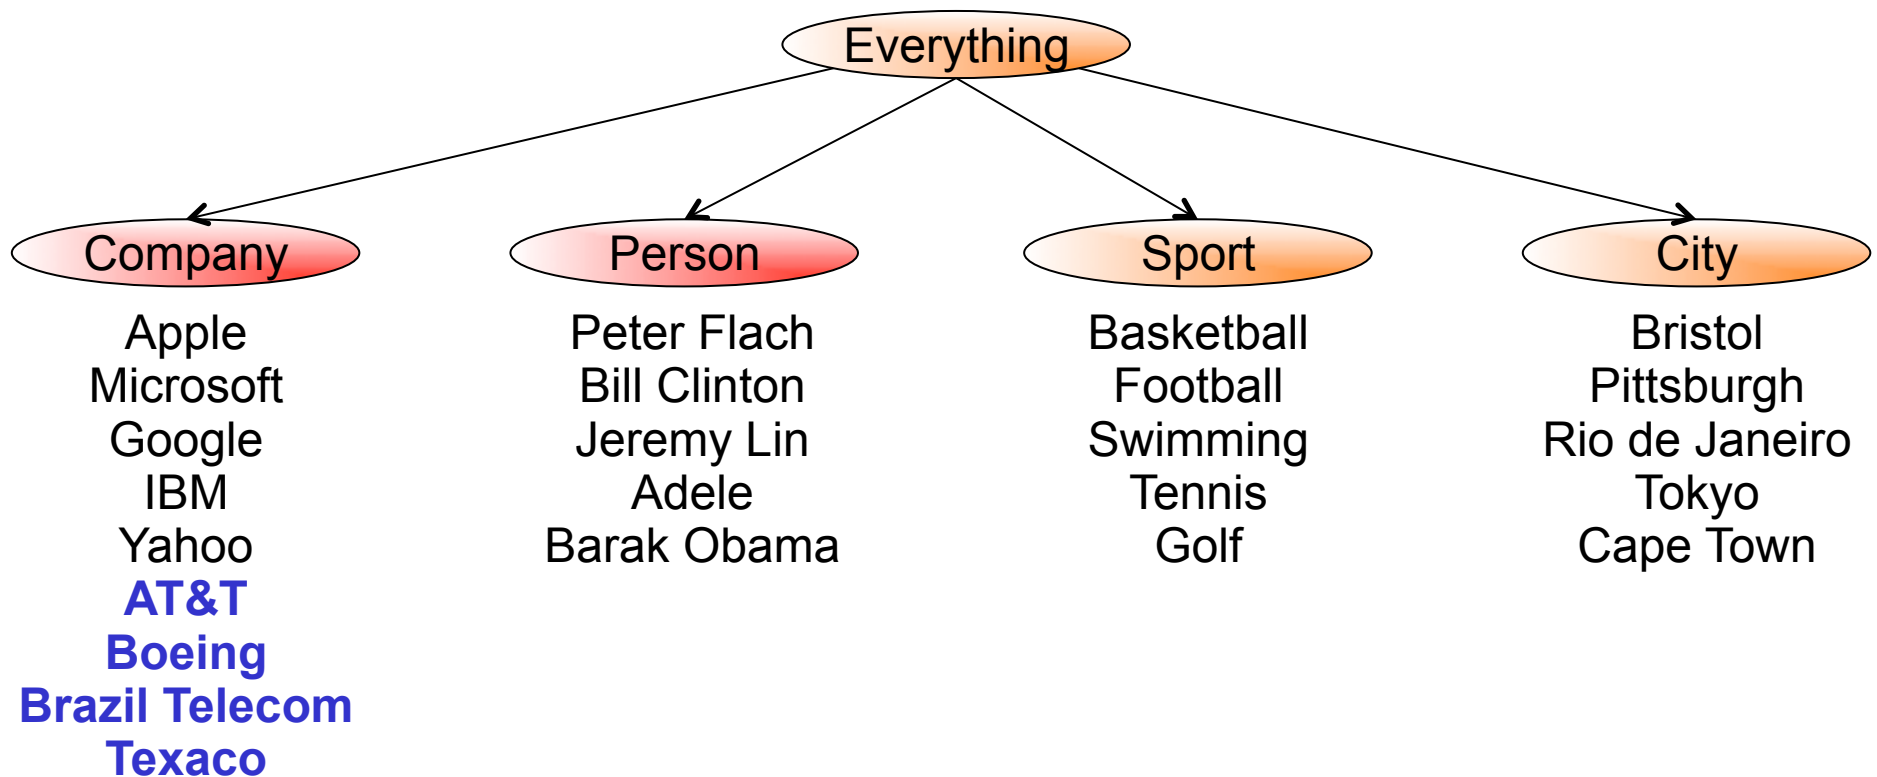 Everything
Company
Person
Sport
City
Apple
Microsoft
Google
IBM
Yahoo
AT&T
Boeing
Brazil Telecom
Texaco
Peter Flach
Bill Clinton
Jeremy Lin
Adele
Barak Obama
Basketball
Football
Swimming
Tennis
Golf
Bristol
Pittsburgh
Rio de Janeiro
Tokyo
Cape Town